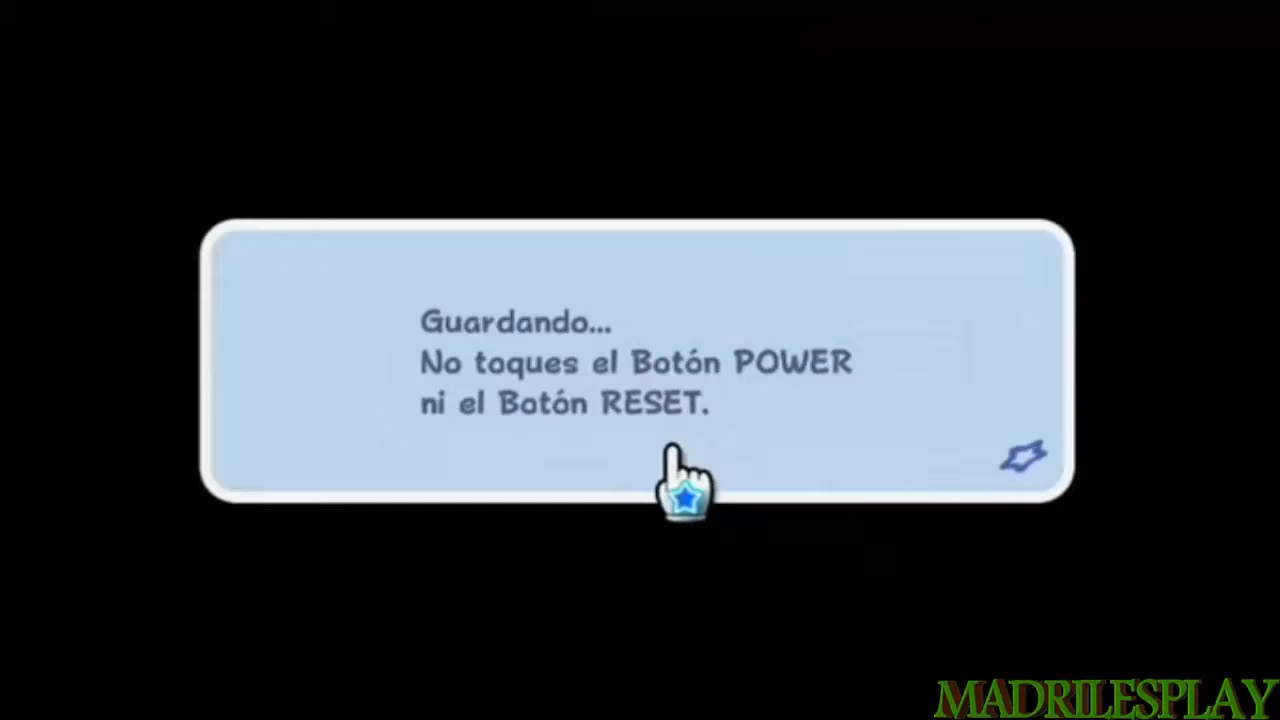 Guardando...
No toques el Botón POWER
ni el Botón RESET.
MADRILESPLAY